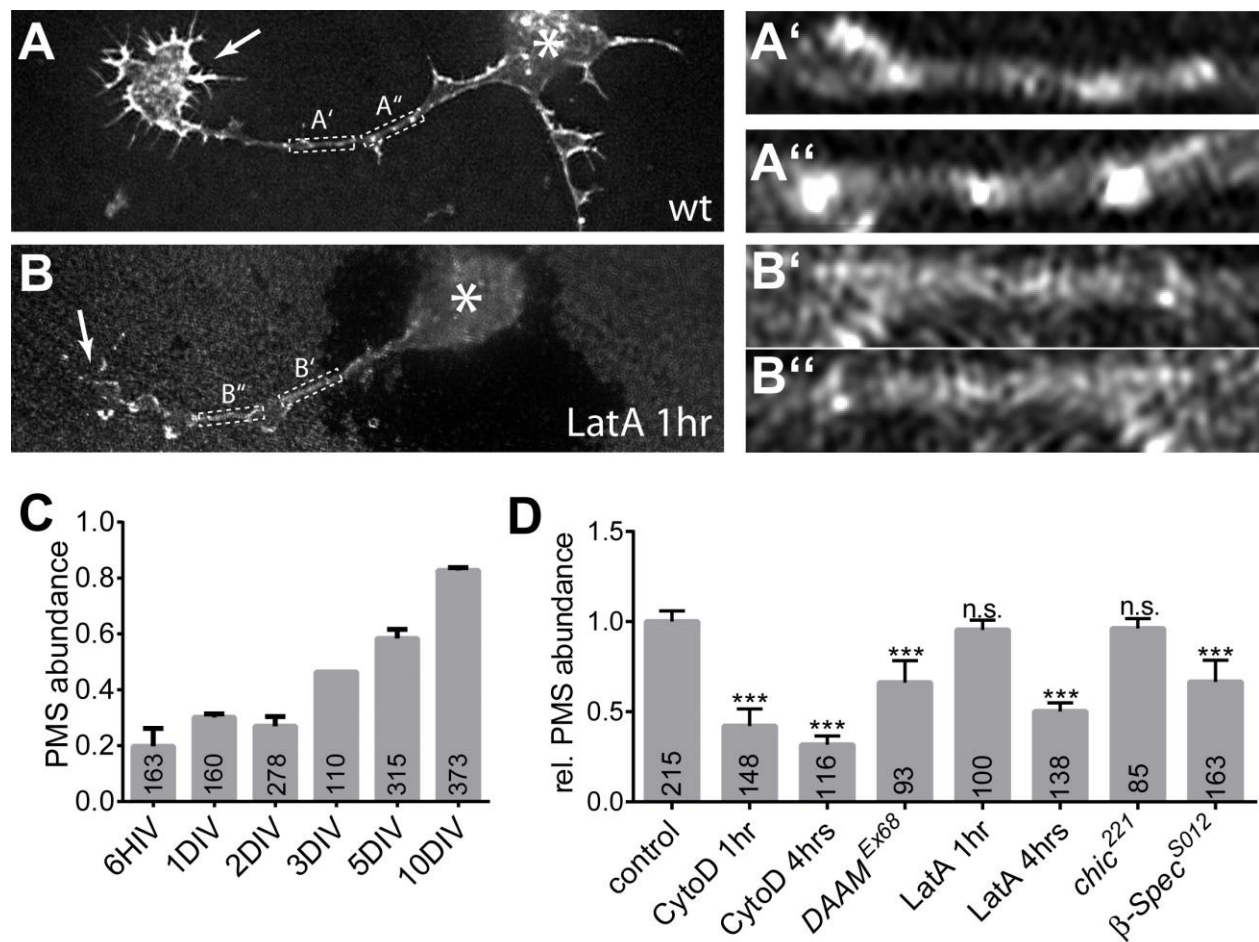 A
*
A‘
A“
wt
A‘
A“
B
*
B‘
B“
LatA 1hr
B‘
B“
C
PMS abundance
1.0
0.8
0.6
0.4
0.2
0.0
163
160
278
110
315
373
6HIV
1DIV
2DIV
3DIV
5DIV
10DIV
D
rel. PMS abundance
1.5
1.0
0.5
0.0
***
***
***
n.s.
***
n.s.
***
215
148
116
93
100
138
85
163
control
CytoD 1hr
CytoD 4hrs
DAAM^Ex68
LatA 1hr
LatA 4hrs
chic^221
β-Spec^S012